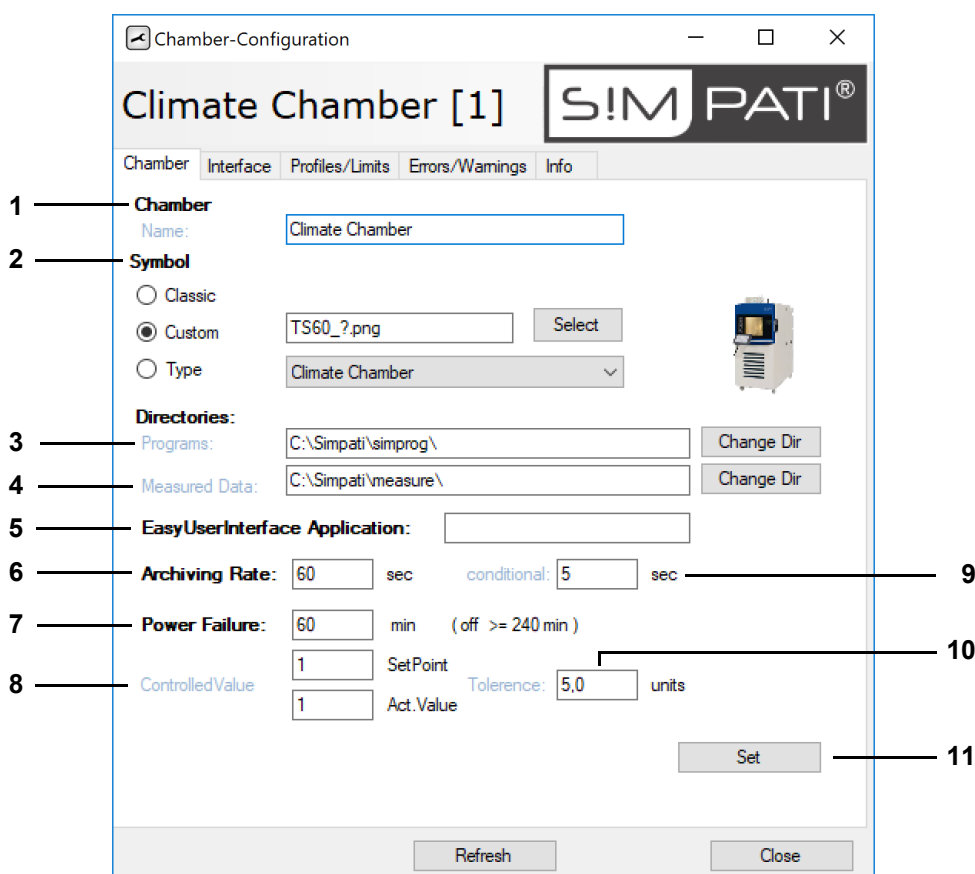 Chamber-Configuration
Climate Chamber [1] S!MPATI®
Chamber Interface Profiles/Limits Errors/Warnings Info
1 Chamber
Name: Climate Chamber
2 Symbol
Classic
Custom TS60_?.png Select
Type Climate Chamber
Directories:
3 Programs: C:\Simpati\simprog\ Change Dir
4 Measured Data: C:\Simpati\measure\ Change Dir
5 EasyUserInterface Application:
6 Archiving Rate: 60 sec conditional: 5 sec 9
7 Power Failure: 60 min ( off >= 240 min )
10
1 SetPoint
8 ControlledValue Tolerence: 5,0 units
1 Act.Value
Set 11
Refresh Close